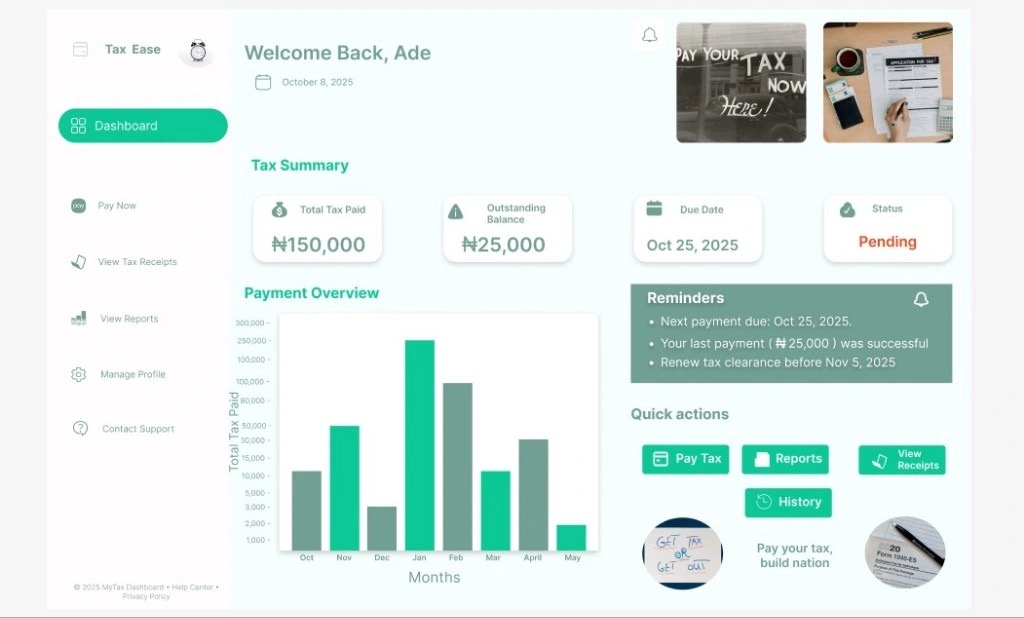 Tax Ease
Welcome Back, Ade
October 8, 2025
PAY YOUR TAX
NOW
HERE!
APPLICATION FOR TAX
Dashboard
Pay Now
View Tax Receipts
View Reports
Manage Profile
Contact Support
© 2025 MyTax Dashboard • Help Center •
Privacy Policy
Tax Summary
Total Tax Paid
₦150,000
Outstanding
Balance
₦25,000
Due Date
Oct 25, 2025
Status
Pending
Payment Overview
300,000 -
250,000 -
100,000 -
100,000 -
80,000 -
50,000 -
30,000 -
15,000 -
10,000 -
5,000 -
3,000 -
2,000 -
1,000 -
Total Tax Paid
Oct Nov Dec Jan Feb Mar April May
Months
Reminders
• Next payment due: Oct 25, 2025.
• Your last payment ( ₦ 25,000 ) was successful
• Renew tax clearance before Nov 5, 2025
Quick actions
Pay Tax
Reports
View
Receipts
History
GET TAX
OR
GET OUT
Pay your tax,
build nation
20
Form 1040-ES